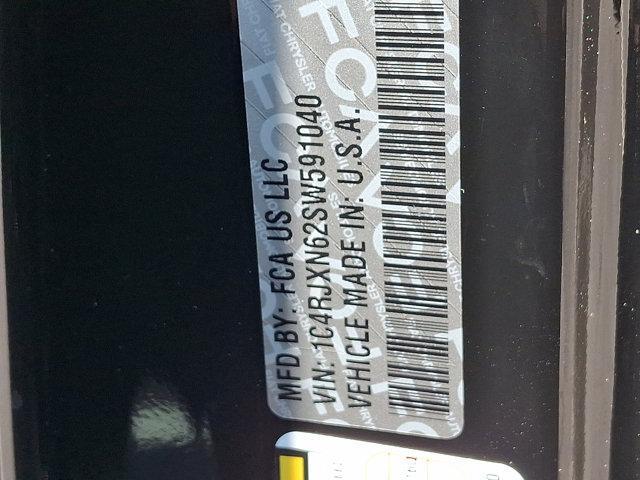 MFD BY: FCA US LLC
VIN: 1C4RJXN62SW591040
VEHICLE MADE IN: U.S.A.